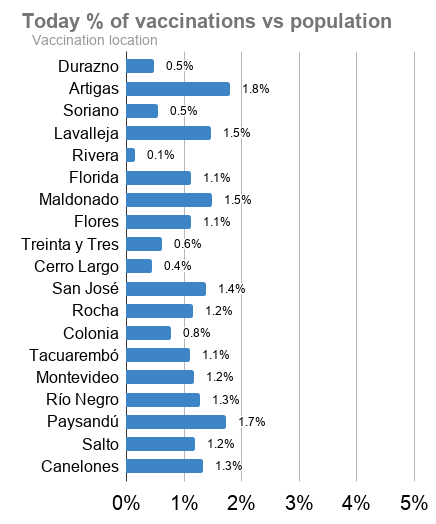 Today % of vaccinations vs population
Vaccination location
Durazno 0.5%
Artigas 1.8%
Soriano 0.5%
Lavalleja 1.5%
Rivera 0.1%
Florida 1.1%
Maldonado 1.5%
Flores 1.1%
Treinta y Tres 0.6%
Cerro Largo 0.4%
San José 1.4%
Rocha 1.2%
Colonia 0.8%
Tacuarembó 1.1%
Montevideo 1.2%
Río Negro 1.3%
Paysandú 1.7%
Salto 1.2%
Canelones 1.3%
0% 1% 2% 3% 4% 5%